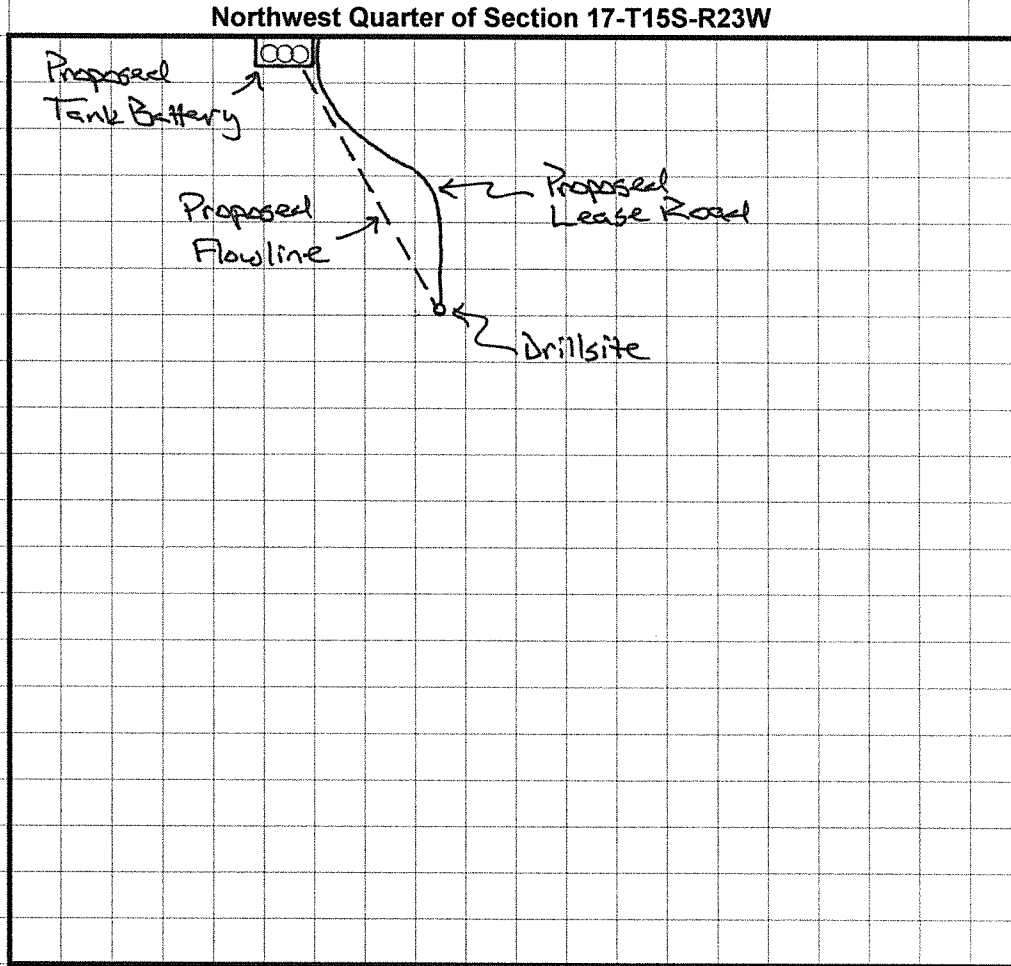 Northwest Quarter of Section 17-T15S-R23W
Proposed
Tank Battery
Proposed
Lease Road
Proposed
Flowline
Drillsite